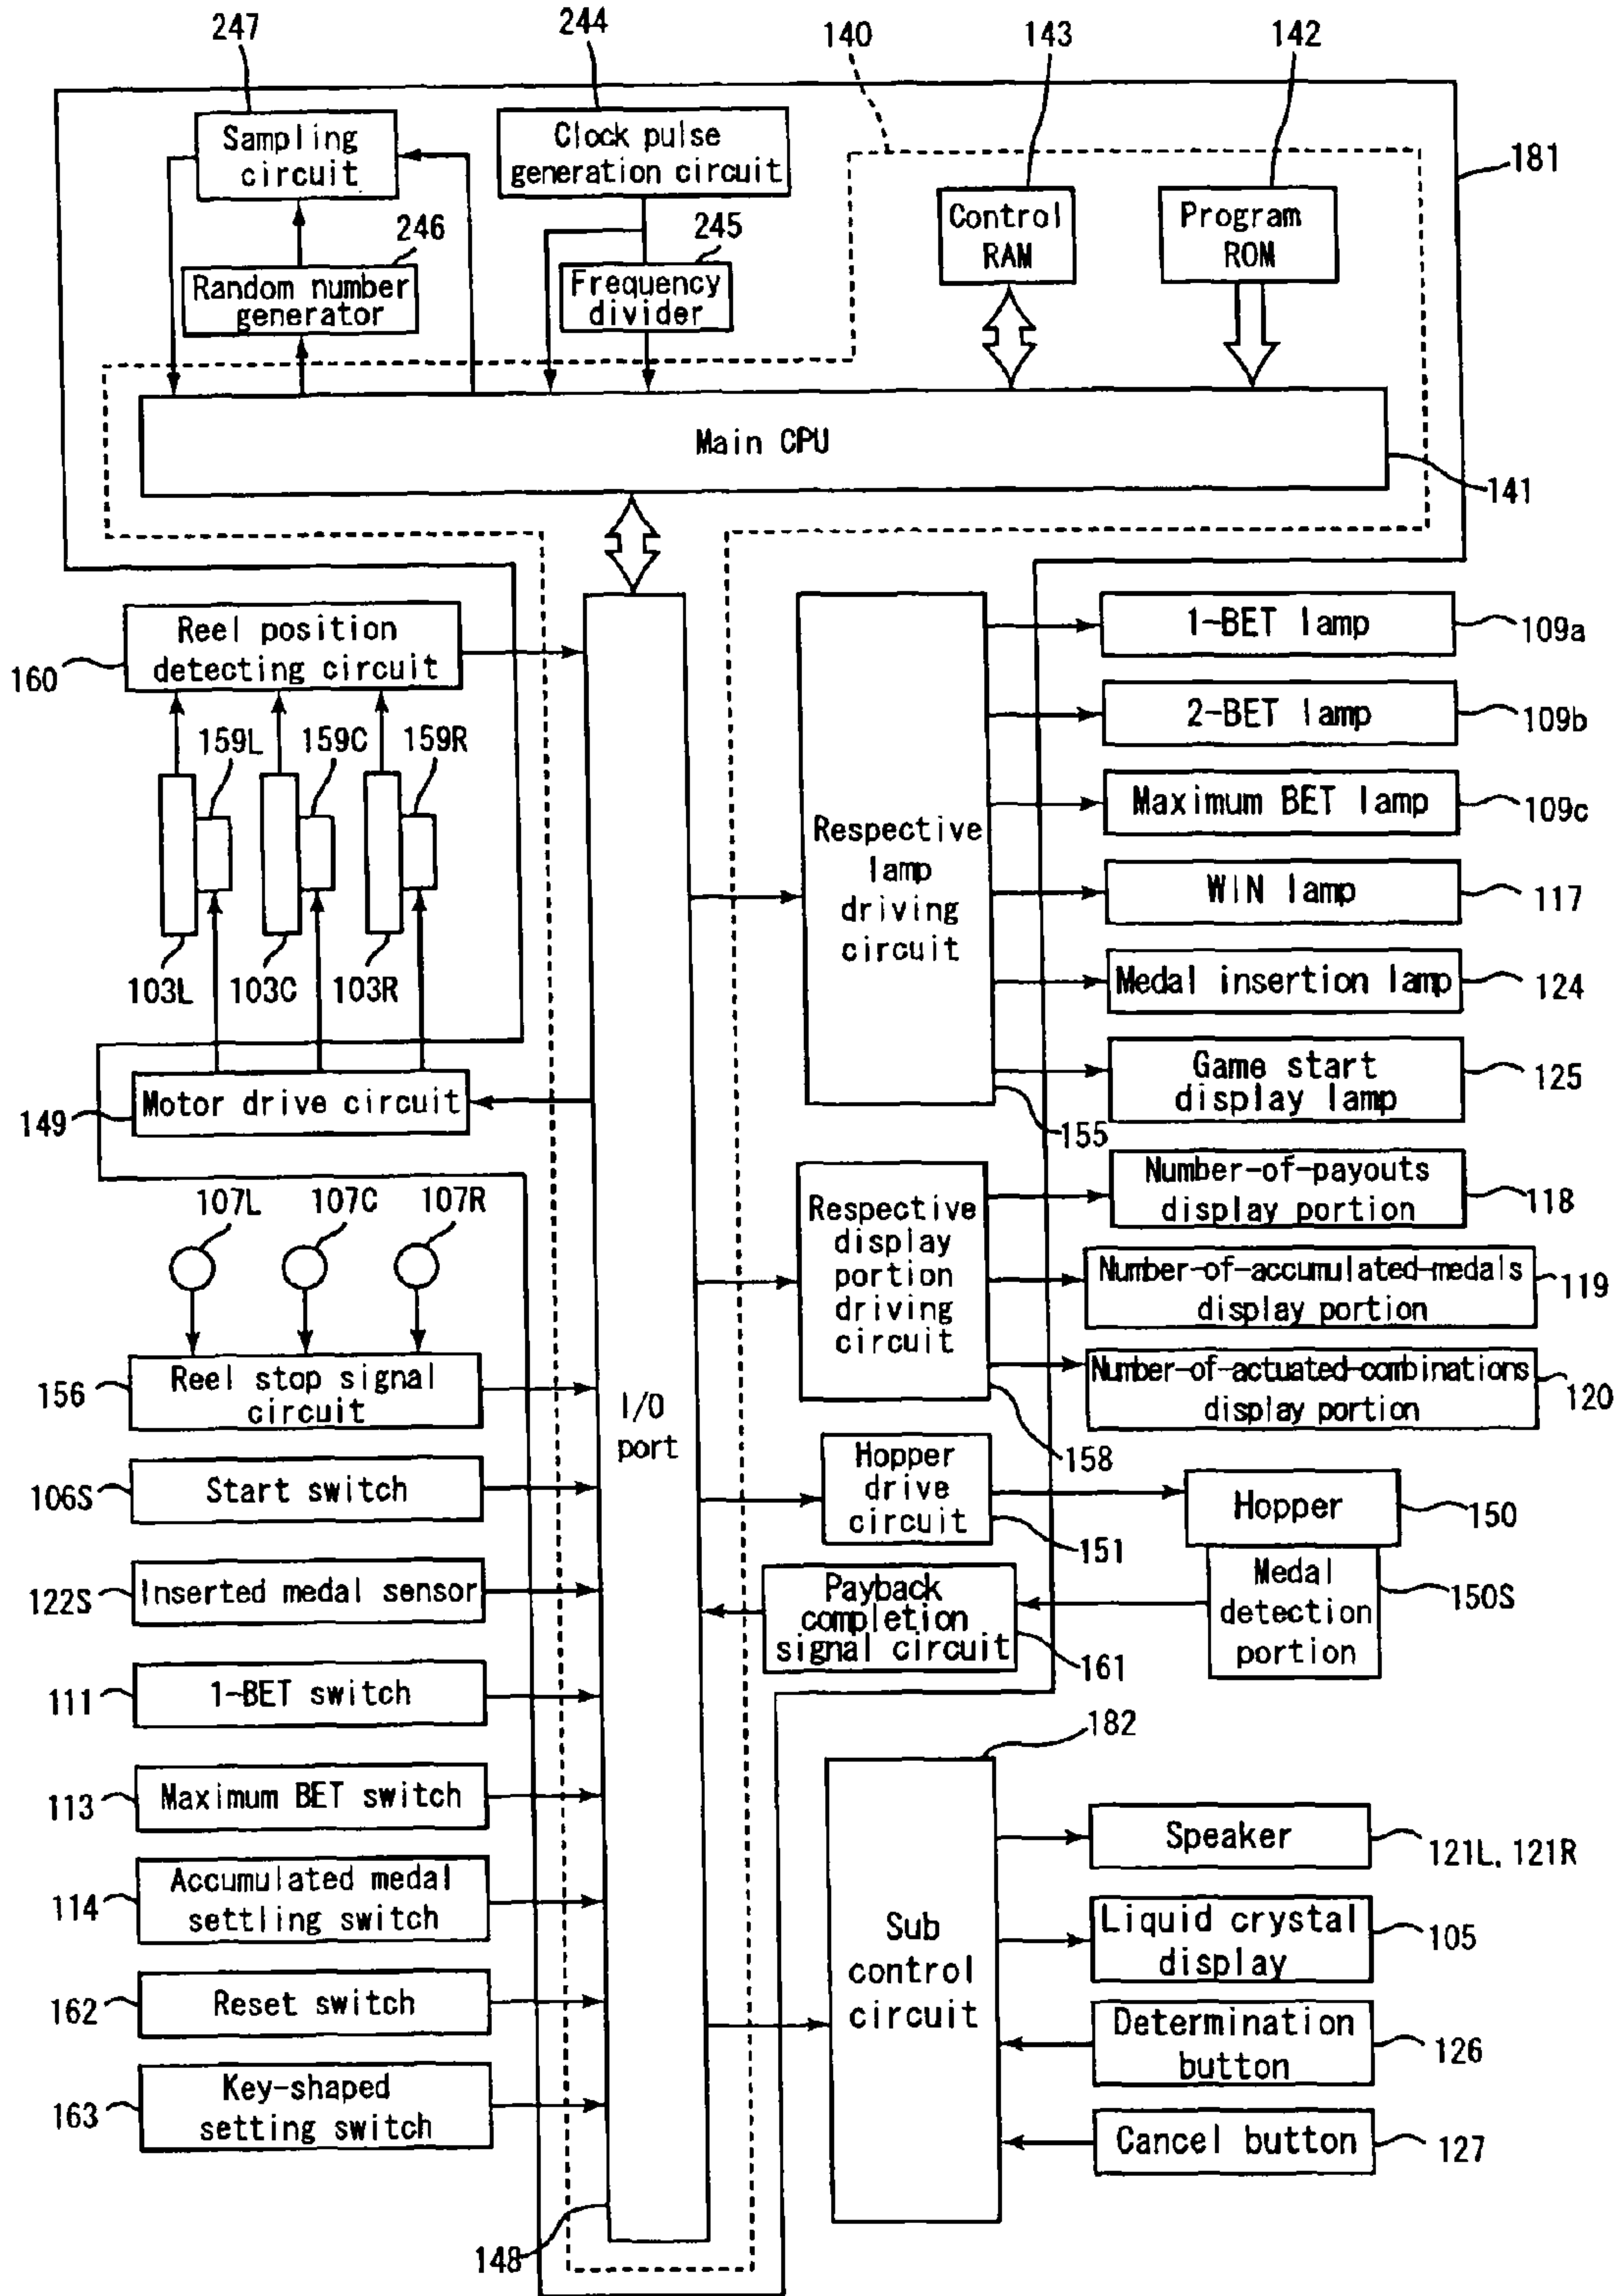 247
244
140
143
142
Sampling
circuit
Clock pulse
generation circuit
181
246
245
Control
RAM
Program
ROM
Random number
generator
Frequency
divider
Main CPU
141
Reel position
detecting circuit
160
159L
159C
159R
103L
103C
103R
Motor drive circuit
149
107L
107C
107R
Reel stop signal
circuit
156
Start switch
106S
Inserted medal sensor
122S
1-BET switch
111
Maximum BET switch
113
Accumulated medal
settling switch
114
Reset switch
162
Key-shaped
setting switch
163
I/O
port
148
Respective
lamp
driving
circuit
155
1-BET lamp
109a
2-BET lamp
109b
Maximum BET lamp
109c
WIN lamp
117
Medal insertion lamp
124
Game start
display lamp
125
Respective
display
portion
driving
circuit
158
Number-of-payouts
display portion
118
Number-of-accumulated-medals
display portion
119
Number-of-actuated-combinations
display portion
120
Hopper
drive
circuit
151
Hopper
150
Medal
detection
portion
150S
Payback
completion
signal circuit
161
182
Sub
control
circuit
Speaker
121L, 121R
Liquid crystal
display
105
Determination
button
126
Cancel button
127